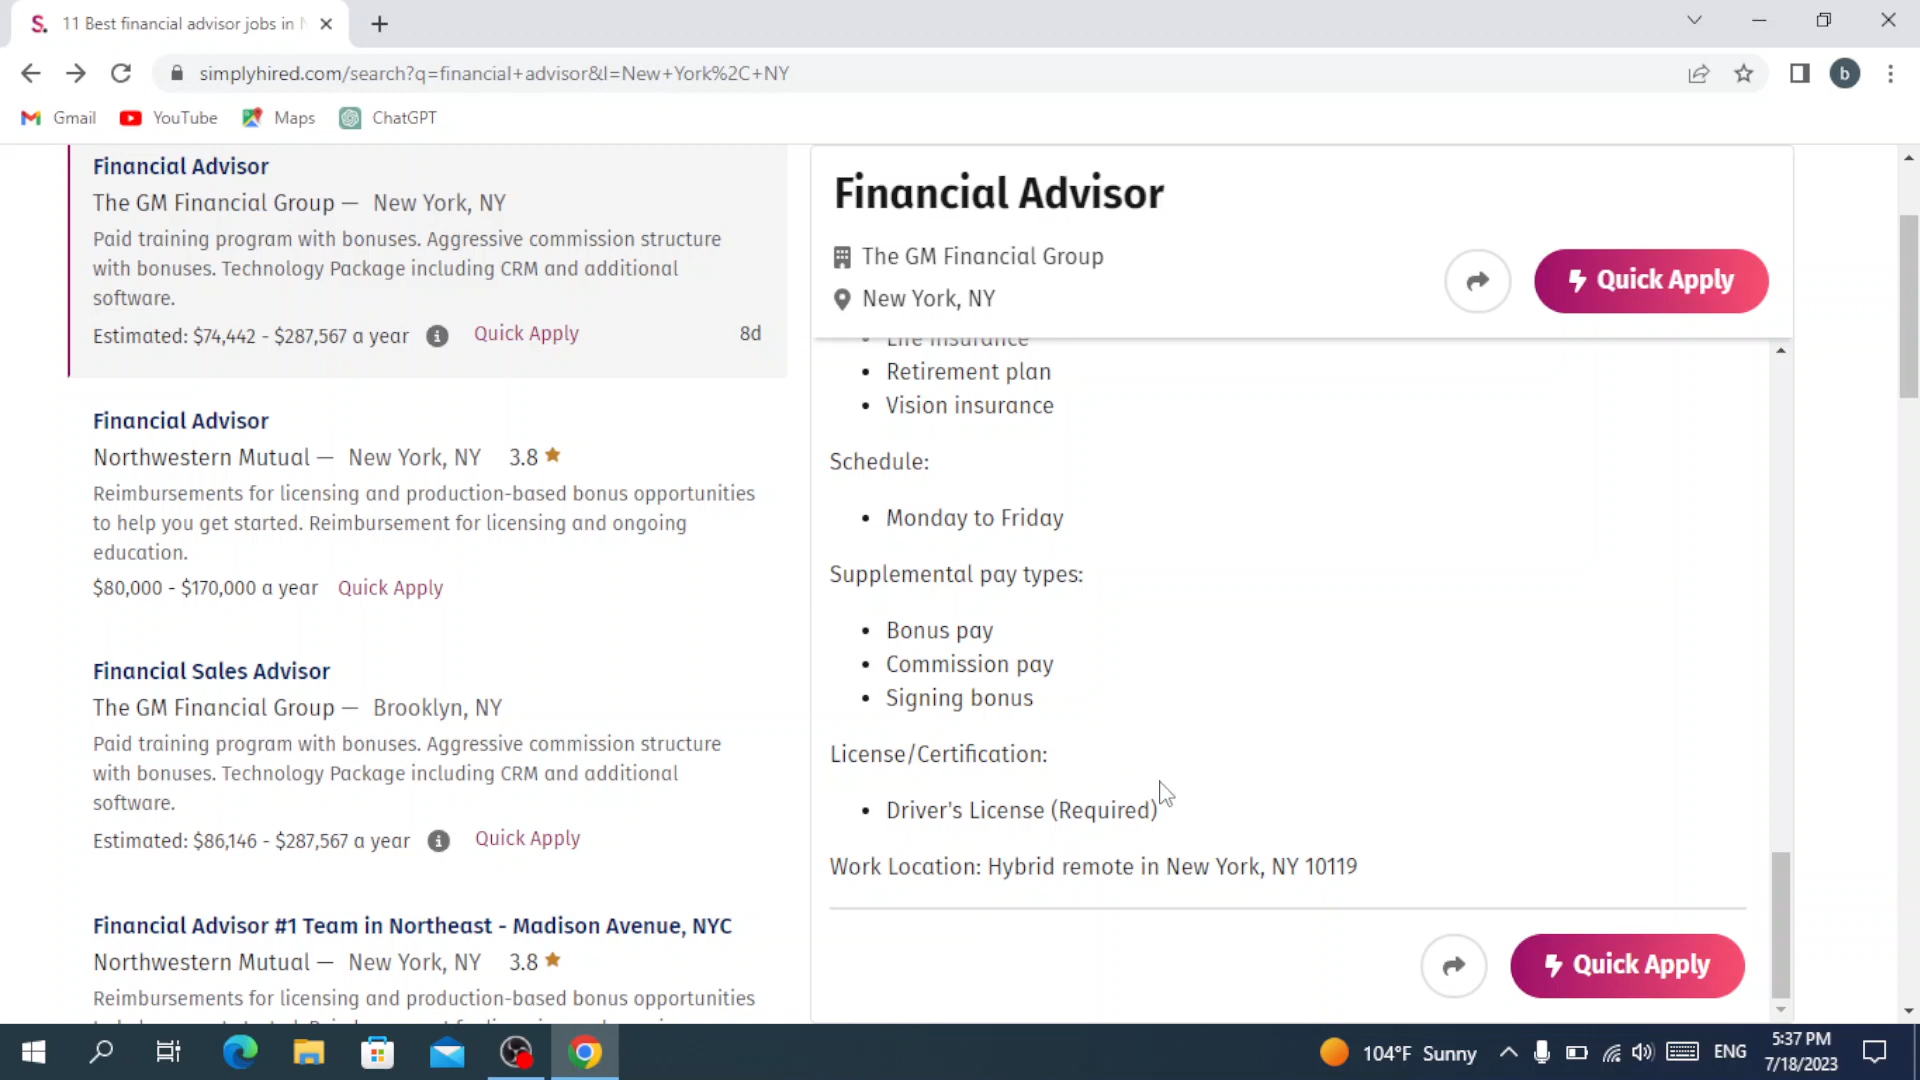 S. 11 Best financial advisor jobs in N
simplyhired.com/search?q=financial+advisor&l=New+York%2C+NY
b
Gmail YouTube Maps ChatGPT
Financial Advisor
The GM Financial Group — New York, NY
Paid training program with bonuses. Aggressive commission structure
with bonuses. Technology Package including CRM and additional
software.
Estimated: $74,442 - $287,567 a year Quick Apply 8d
Financial Advisor
Northwestern Mutual — New York, NY 3.8
Reimbursements for licensing and production-based bonus opportunities
to help you get started. Reimbursement for licensing and ongoing
education.
$80,000 - $170,000 a year Quick Apply
Financial Sales Advisor
The GM Financial Group — Brooklyn, NY
Paid training program with bonuses. Aggressive commission structure
with bonuses. Technology Package including CRM and additional
software.
Estimated: $86,146 - $287,567 a year Quick Apply
Financial Advisor #1 Team in Northeast - Madison Avenue, NYC
Northwestern Mutual — New York, NY 3.8
Reimbursements for licensing and production-based bonus opportunities
Financial Advisor
The GM Financial Group
New York, NY
Quick Apply
Life insurance
• Retirement plan
• Vision insurance
Schedule:
• Monday to Friday
Supplemental pay types:
• Bonus pay
• Commission pay
• Signing bonus
License/Certification:
• Driver's License (Required)
Work Location: Hybrid remote in New York, NY 10119
Quick Apply
104°F Sunny
ENG
5:37 PM
7/18/2023